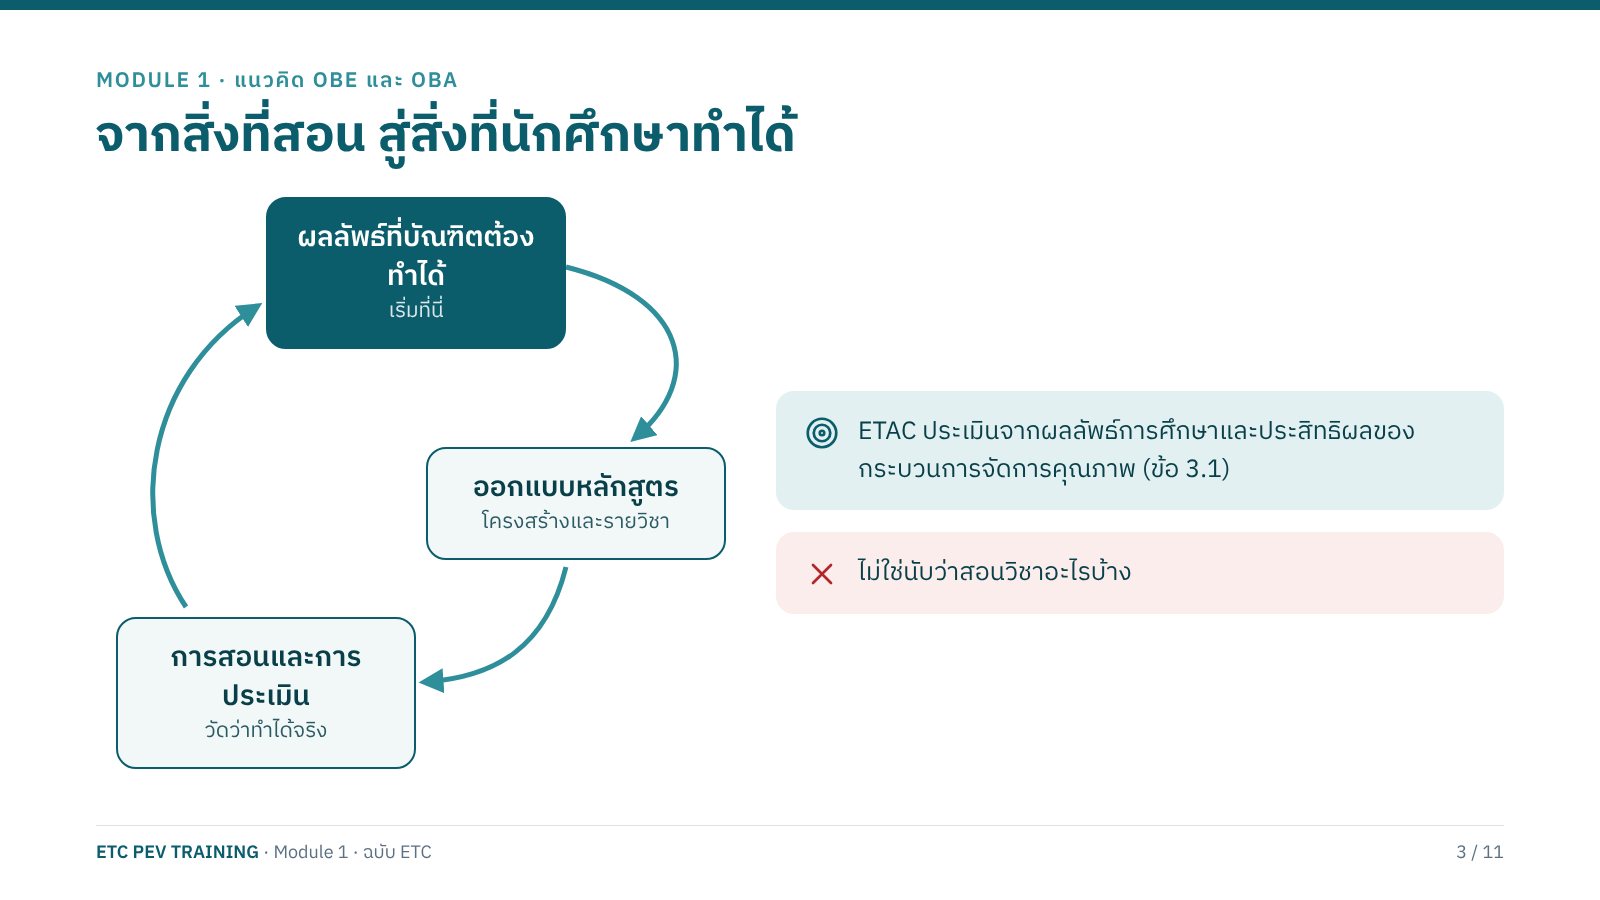 MODULE 1 · แนวคิด OBE และ OBA
จากสิ่งที่สอน สู่สิ่งที่นักศึกษาทำได้
ผลลัพธ์ที่บัณฑิตต้อง
ทำได้
เริ่มที่นี่
ออกแบบหลักสูตร
โครงสร้างและรายวิชา
การสอนและการ
ประเมิน
วัดว่าทำได้จริง
ETAC ประเมินจากผลลัพธ์การศึกษาและประสิทธิผลของ
กระบวนการจัดการคุณภาพ (ข้อ 3.1)
ไม่ใช่นับว่าสอนวิชาอะไรบ้าง
ETC PEV TRAINING · Module 1 · ฉบับ ETC
3 / 11